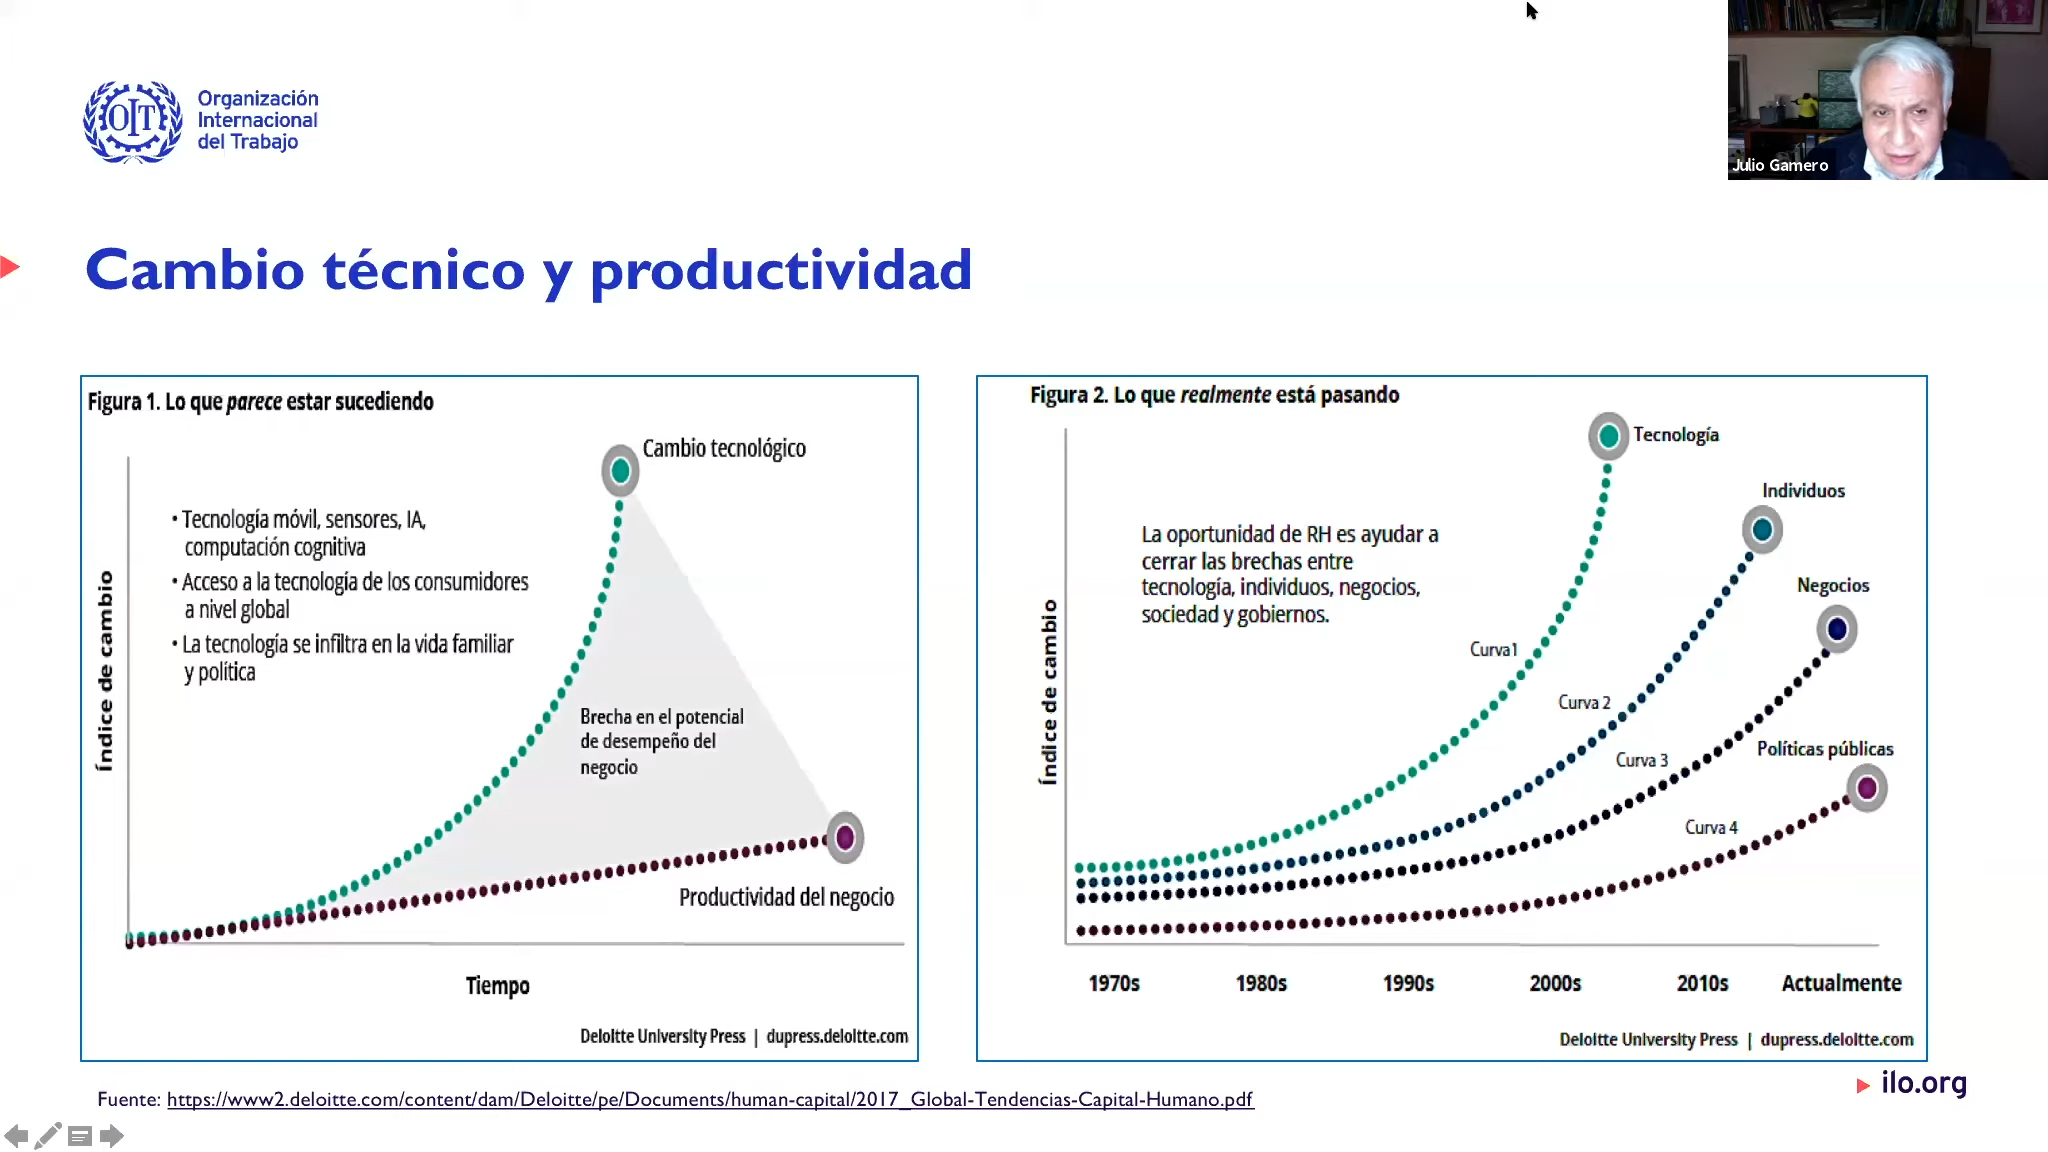 OIT
Organización
Internacional
del Trabajo
Julio Gamero
Cambio técnico y productividad
Figura 1. Lo que parece estar sucediendo
Cambio tecnológico
• Tecnología móvil, sensores, IA,
computación cognitiva
• Acceso a la tecnología de los consumidores
a nivel global
• La tecnología se infiltra en la vida familiar
y política
Índice de cambio
Brecha en el potencial
de desempeño del
negocio
Productividad del negocio
Tiempo
Deloitte University Press | dupress.deloitte.com
Figura 2. Lo que realmente está pasando
Tecnología
Individuos
La oportunidad de RH es ayudar a
cerrar las brechas entre
tecnología, individuos, negocios,
sociedad y gobiernos.
Negocios
Índice de cambio
Curva1
Curva 2
Curva 3
Políticas públicas
Curva 4
1970s 1980s 1990s 2000s 2010s Actualmente
Deloitte University Press | dupress.deloitte.com
ilo.org
Fuente: https://www2.deloitte.com/content/dam/Deloitte/pe/Documents/human-capital/2017_Global-Tendencias-Capital-Humano.pdf